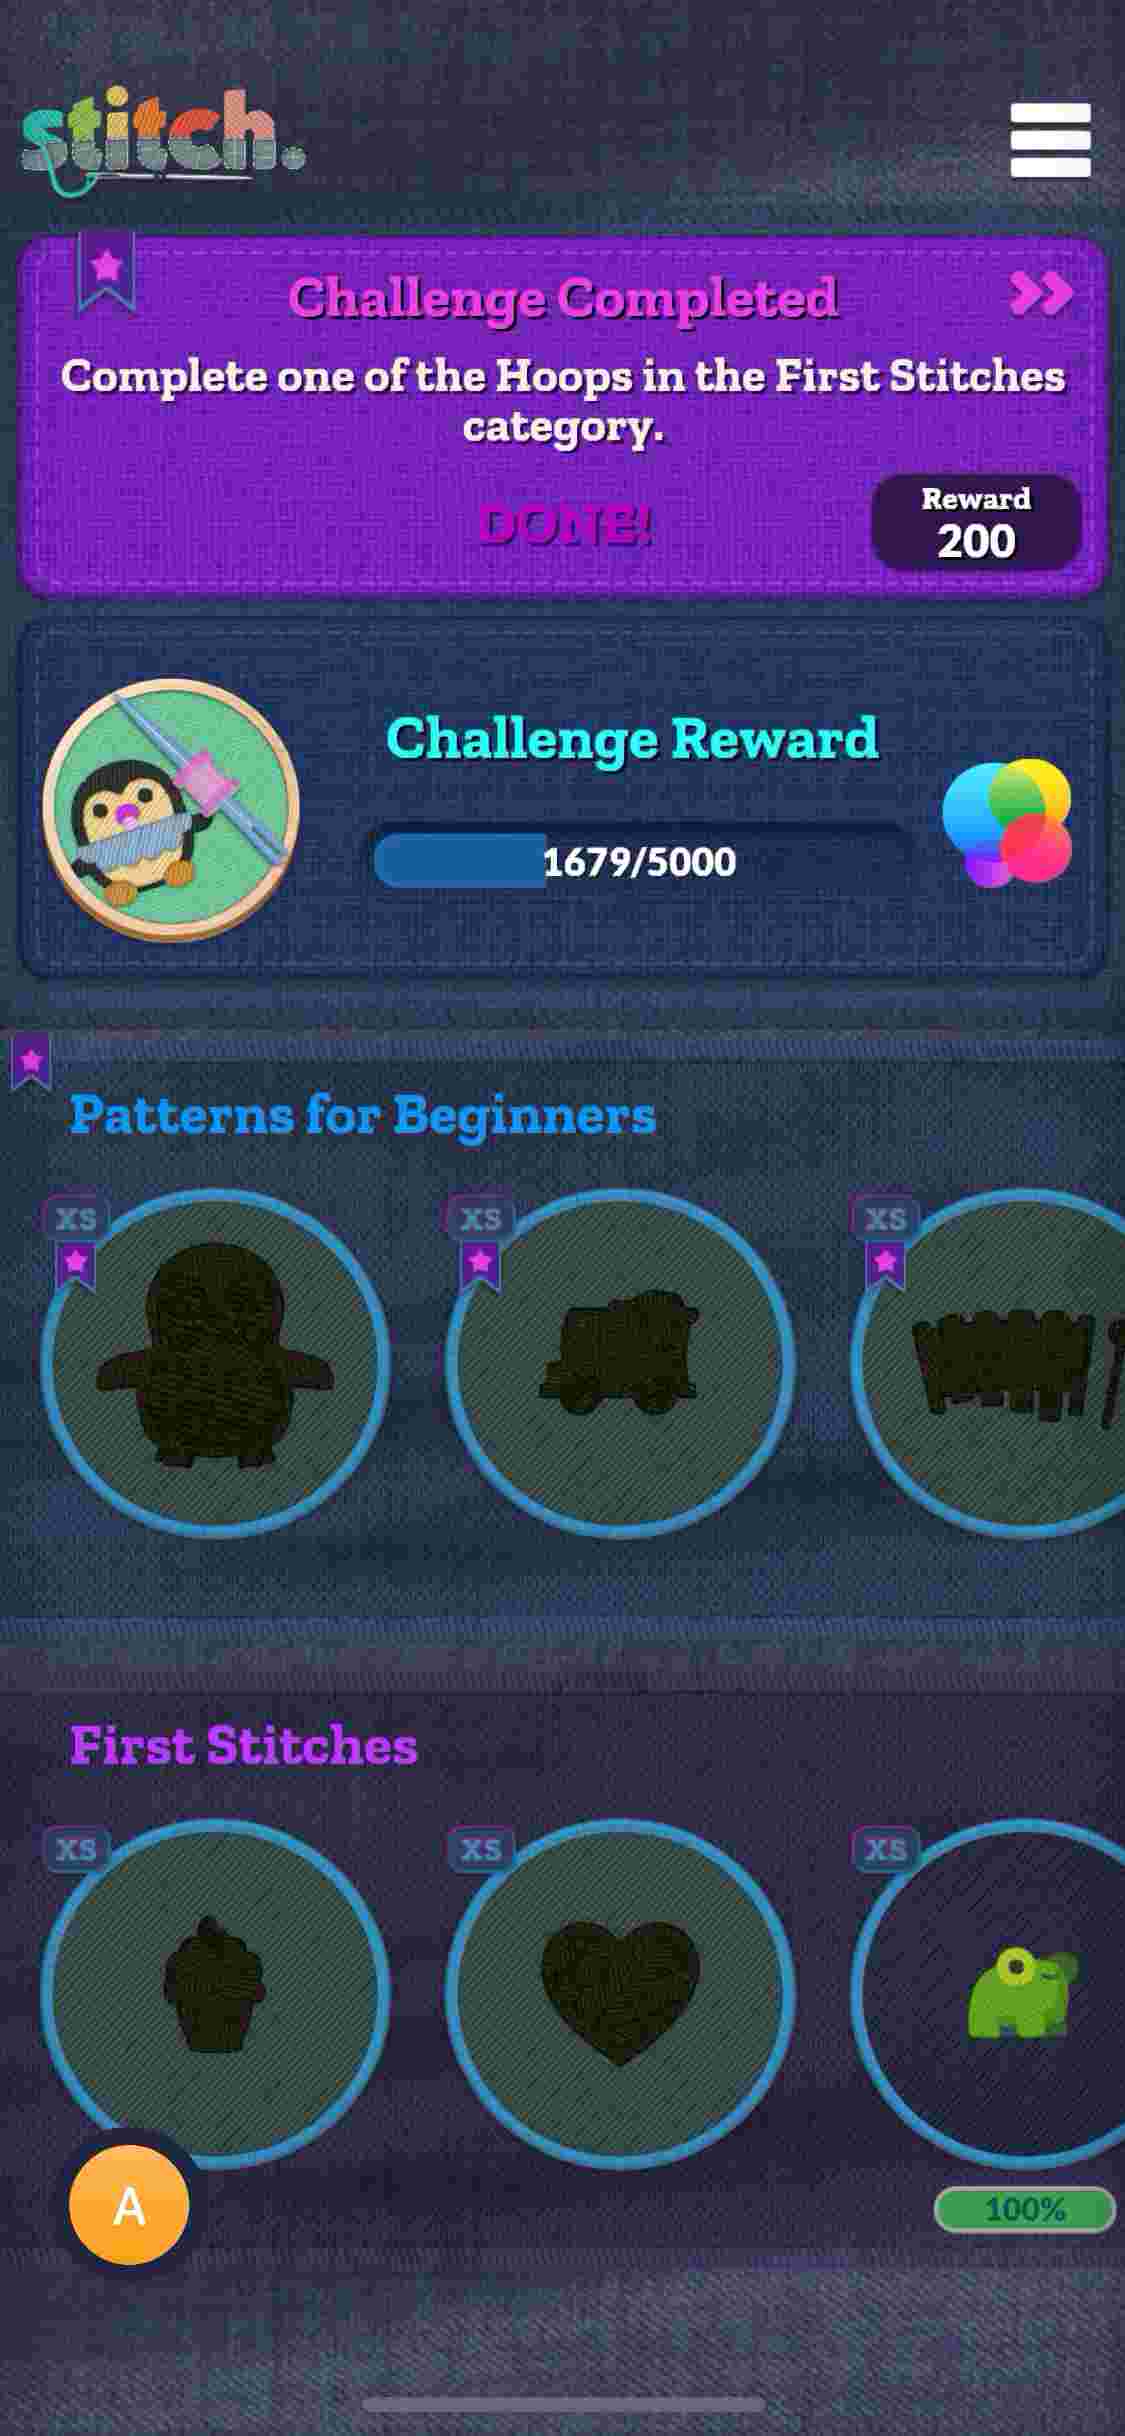 stitch.
Challenge Completed
Complete one of the Hoops in the First Stitches
category.
DONE!
Reward
200
Challenge Reward
1679/5000
Patterns for Beginners
XS
XS
XS
First Stitches
XS
XS
XS
A
100%